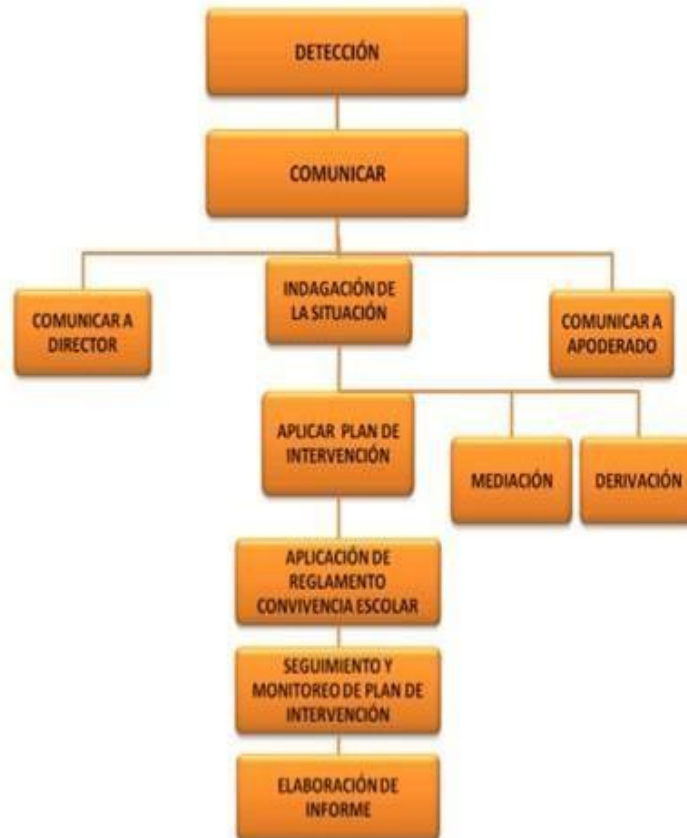 DETECCIÓN
COMUNICAR
COMUNICAR A
DIRECTOR
INDAGACIÓN DE
LA SITUACIÓN
COMUNICAR A
APODERADO
APLICAR PLAN DE
INTERVENCIÓN
MEDIACIÓN
DERIVACIÓN
APLICACIÓN DE
REGLAMENTO
CONVIVENCIA ESCOLAR
SEGUIMIENTO Y
MONITOREO DE PLAN DE
INTERVENCIÓN
ELABORACIÓN DE
INFORME